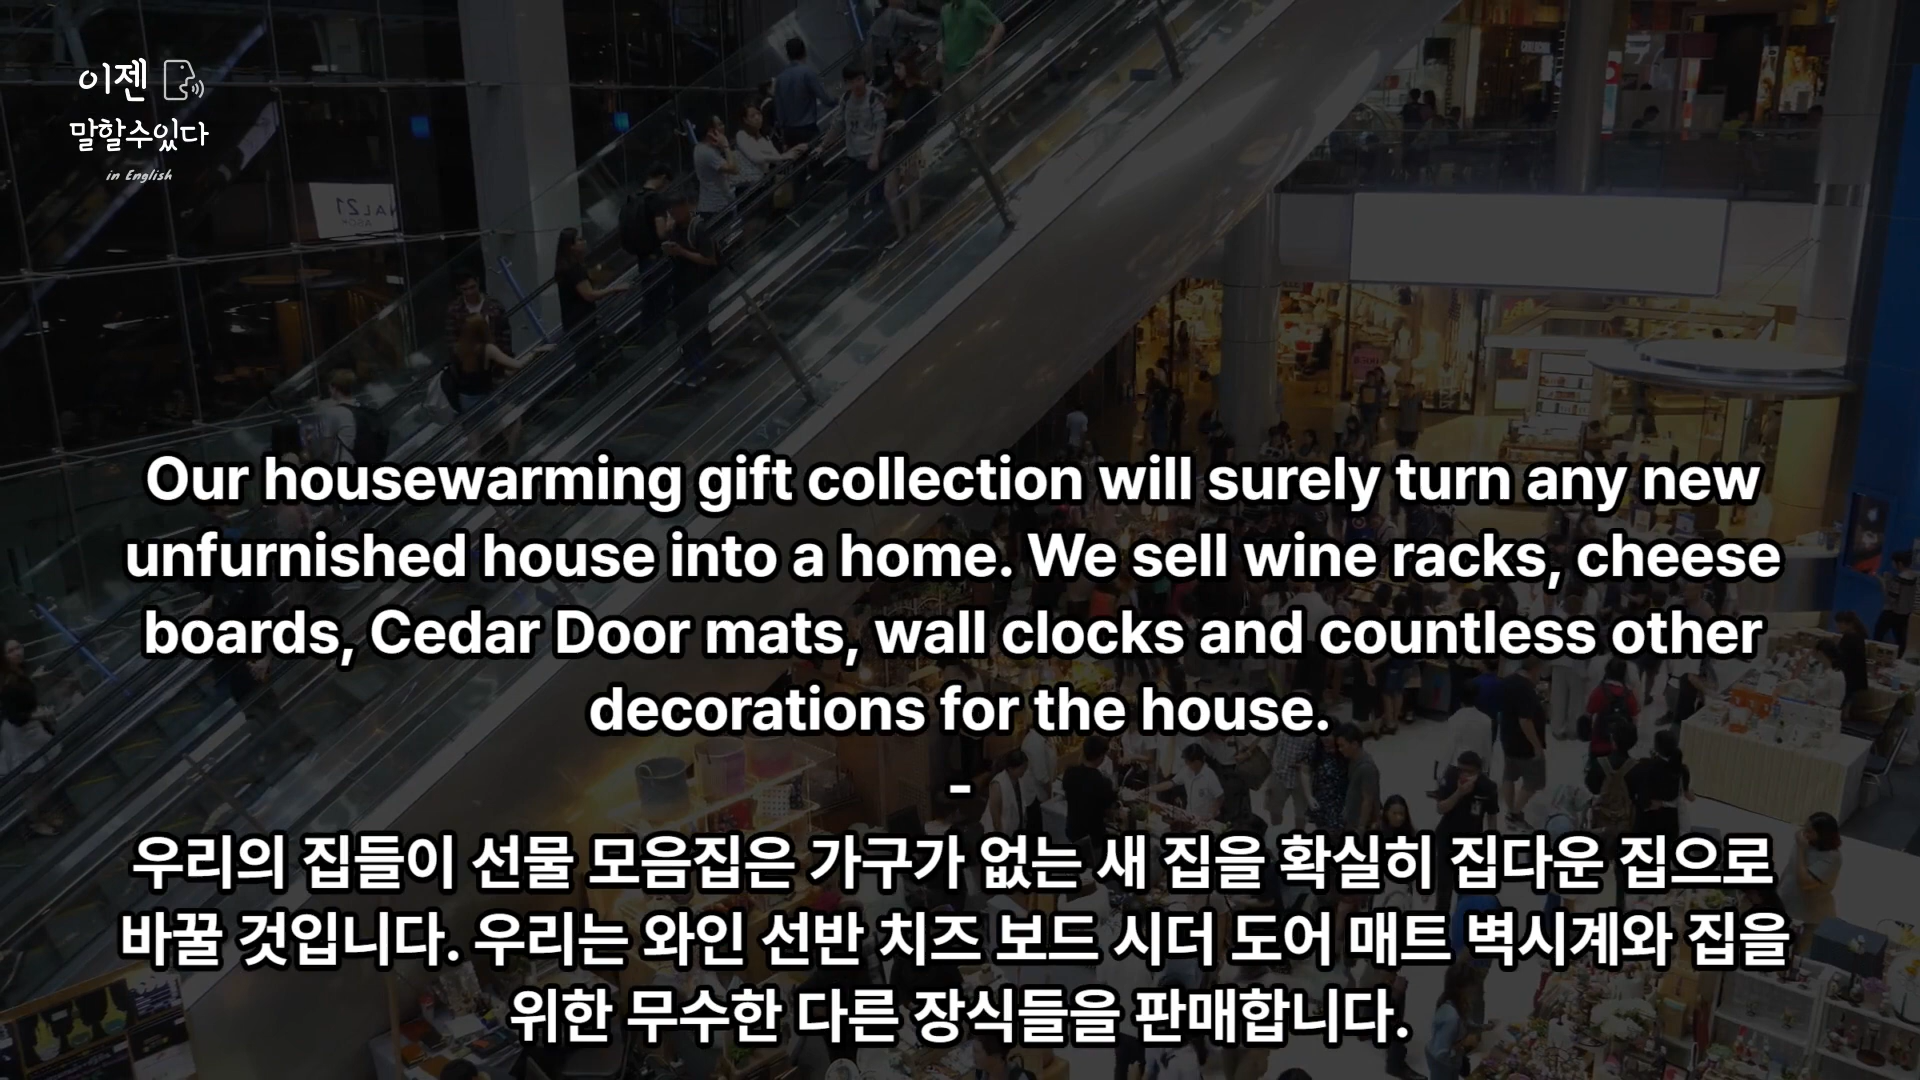 이젠
말할수있다
in English
Our housewarming gift collection will surely turn any new
unfurnished house into a home. We sell wine racks, cheese
boards, Cedar Door mats, wall clocks and countless other
decorations for the house.
-
우리의 집들이 선물 모음집은 가구가 없는 새 집을 확실히 집다운 집으로
바꿀 것입니다. 우리는 와인 선반 치즈 보드 시더 도어 매트 벽시계와 집을
위한 무수한 다른 장식들을 판매합니다.